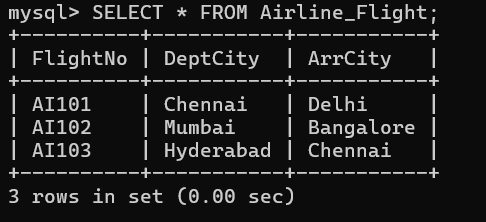 mysql> SELECT * FROM Airline_Flight;
+----------+-----------+-----------+
| FlightNo | DeptCity  | ArrCity   |
+----------+-----------+-----------+
| AI101    | Chennai   | Delhi     |
| AI102    | Mumbai    | Bangalore |
| AI103    | Hyderabad | Chennai   |
+----------+-----------+-----------+
3 rows in set (0.00 sec)